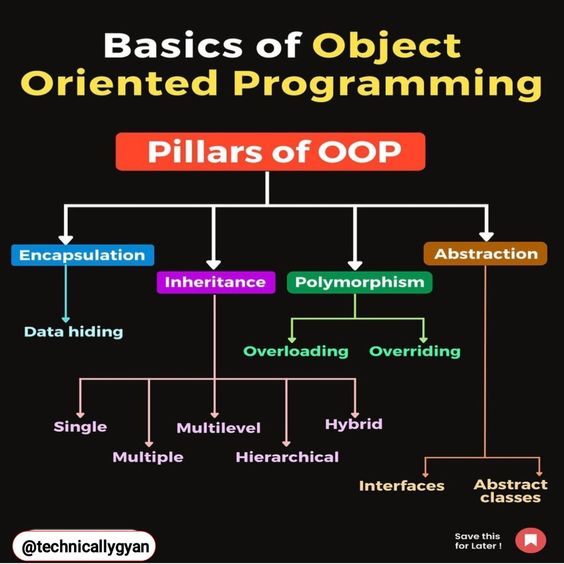 Basics of Object
Oriented Programming
Pillars of OOP
Encapsulation
Inheritance
Polymorphism
Abstraction
Data hiding
Overloading
Overriding
Single
Multiple
Multilevel
Hierarchical
Hybrid
Interfaces
Abstract
classes
@technicallygyan
Save this
for Later !